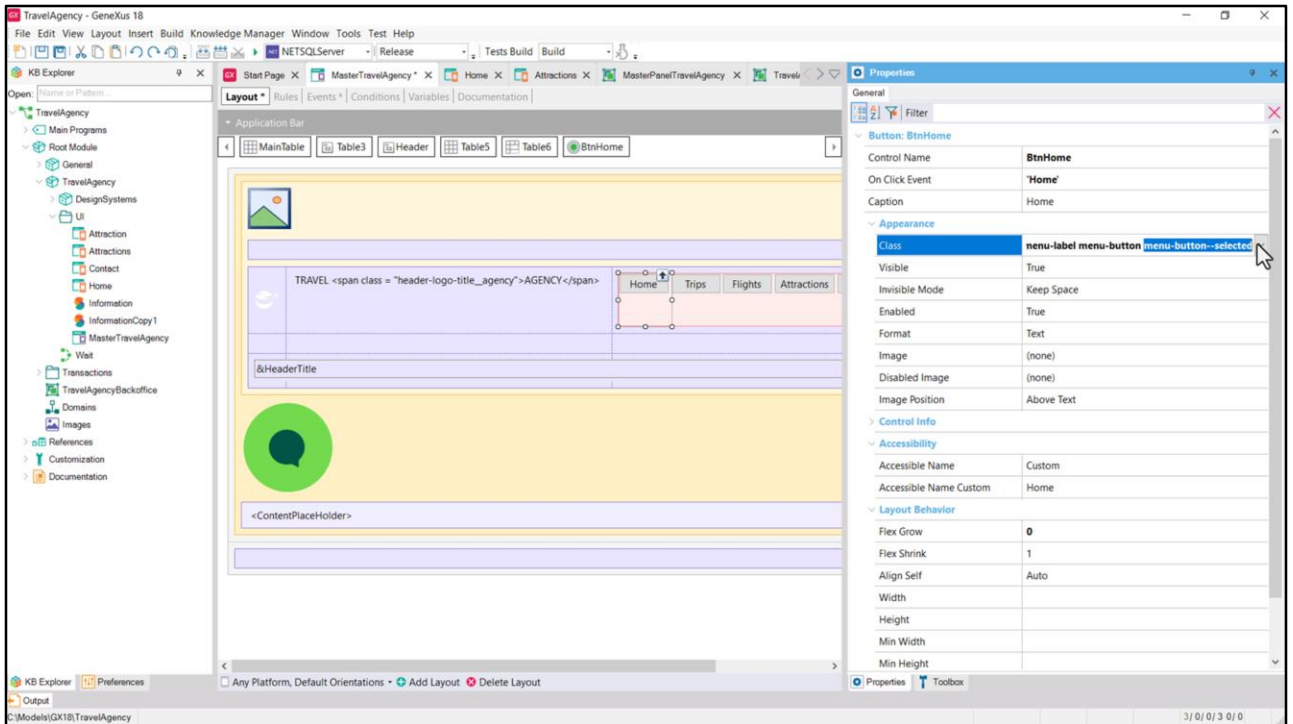 TravelAgency - GeneXus 18
File Edit View Layout Insert Build Knowledge Manager Window Tools Test Help
NETSQLServer Release Tests Build Build
KB Explorer
Open: Name or Pattern...
TravelAgency
Main Programs
Root Module
General
TravelAgency
DesignSystems
UI
Attraction
Attractions
Contact
Home
Information
InformationCopy1
MasterTravelAgency
Wait
Transactions
TravelAgencyBackoffice
Domains
Images
References
Customization
Documentation
KB Explorer Preferences
Start Page X MasterTravelAgency * X Home X Attractions X MasterPanelTravelAgency X Travel
Layout * | Rules | Events * | Conditions | Variables | Documentation
Application Bar
MainTable Table3 Header Table5 Table6 BtnHome
TRAVEL <span class = "header-logo-title__agency">AGENCY</span>
Home Trips Flights Attractions
&HeaderTitle
<ContentPlaceHolder>
Any Platform, Default Orientations Add Layout Delete Layout
Properties
General
Filter
Button: BtnHome
Control Name BtnHome
On Click Event 'Home'
Caption Home
Appearance
Class nenu-label menu-button menu-button--selected
Visible True
Invisible Mode Keep Space
Enabled True
Format Text
Image (none)
Disabled Image (none)
Image Position Above Text
Control Info
Accessibility
Accessible Name Custom
Accessible Name Custom Home
Layout Behavior
Flex Grow 0
Flex Shrink 1
Align Self Auto
Width
Height
Min Width
Min Height
Properties Toolbox
Output
C:\Models\GX18\TravelAgency 3/ 0/ 0/ 3 0/ 0